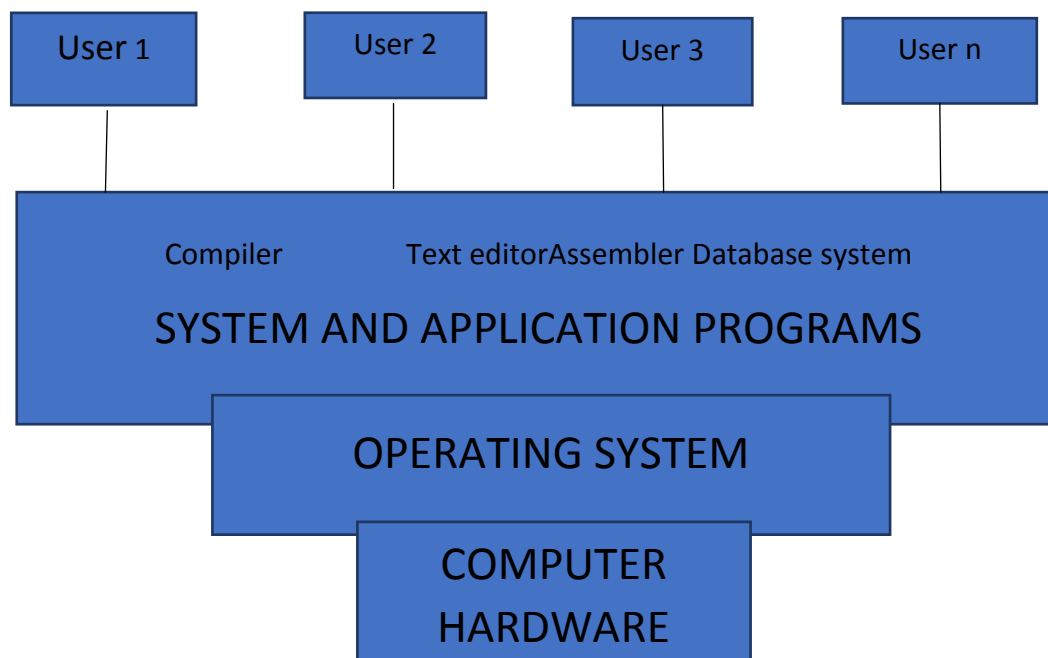 User 1
User 2
User 3
User n
Compiler Text editorAssembler Database system
SYSTEM AND APPLICATION PROGRAMS
OPERATING SYSTEM
COMPUTER
HARDWARE